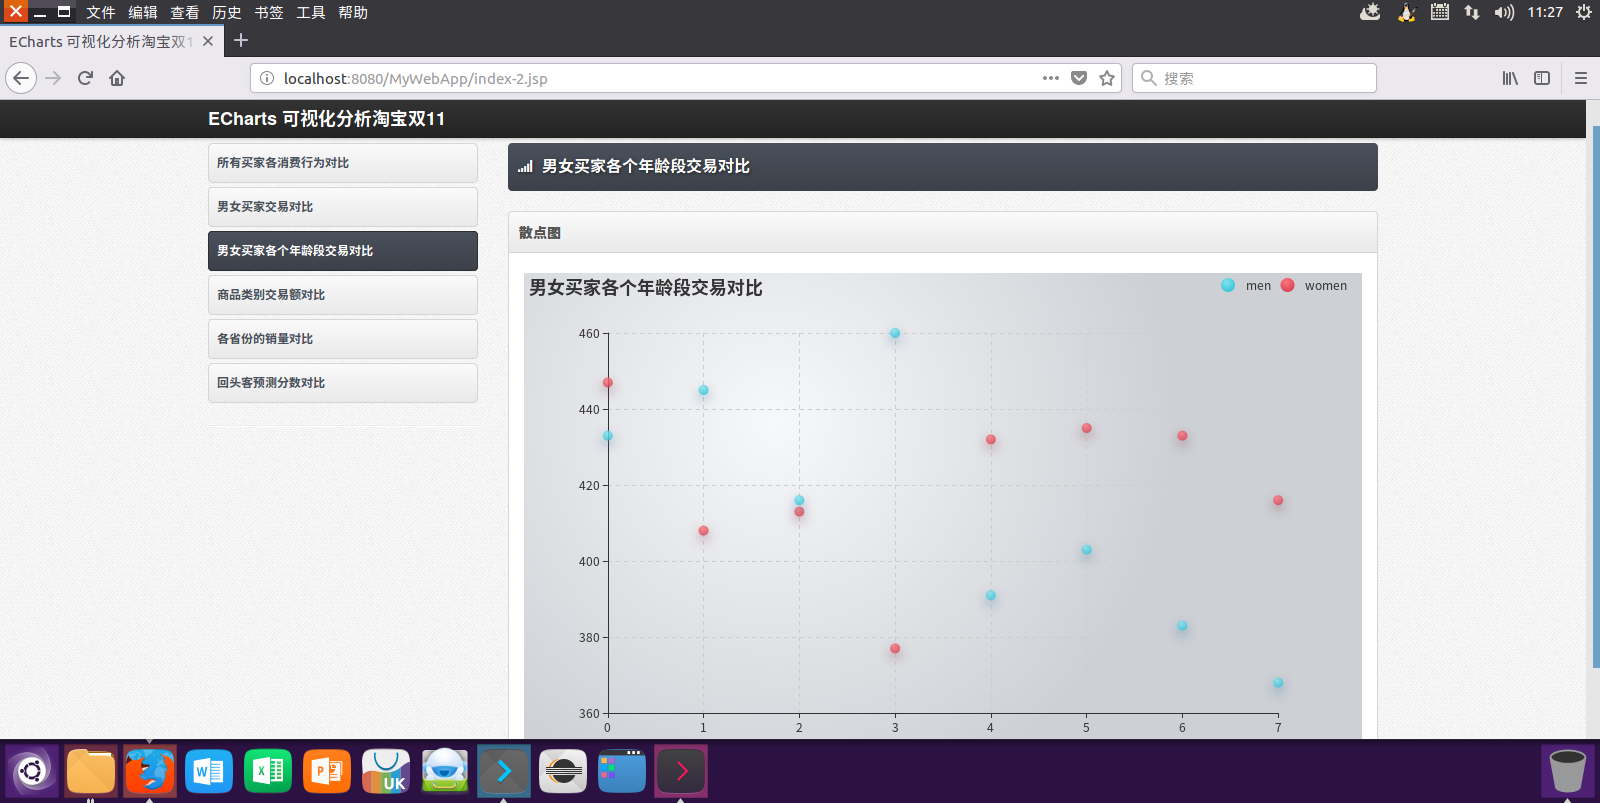 文件 编辑 查看 历史 书签 工具 帮助
11:27
ECharts 可视化分析淘宝双1
localhost:8080/MyWebApp/index-2.jsp
搜索
ECharts 可视化分析淘宝双11
所有买家各消费行为对比
男女买家交易对比
男女买家各个年龄段交易对比
商品类别交易额对比
各省份的销量对比
回头客预测分数对比
男女买家各个年龄段交易对比
散点图
男女买家各个年龄段交易对比
men women
460
440
420
400
380
360
0 1 2 3 4 5 6 7
W X P UK